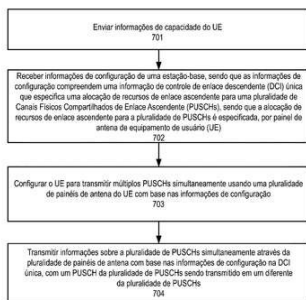 Enviar informações de capacidade do UE
701
Receber informações de configuração de uma estação-base, sendo que as informações de
configuração compreendem uma informação de controle de enlace descendente (DCI) única
que especifica uma alocação de recursos de enlace ascendente para uma pluralidade de
Canais Físicos Compartilhados de Enlace Ascendente (PUSCHs), sendo que a alocação de
recursos de enlace ascendente para a pluralidade de PUSCHs é especificada, por painel de
antena de equipamento de usuário (UE)
702
Configurar o UE para transmitir múltiplos PUSCHs simultaneamente usando uma pluralidade
de painéis de antena do UE com base nas informações de configuração
703
Transmitir informações sobre a pluralidade de PUSCHs simultaneamente através da
pluralidade de painéis de antena com base nas informações de configuração na DCI
única, com um PUSCH da pluralidade de PUSCHs sendo transmitido em um diferente
da pluralidade de PUSCHs
704